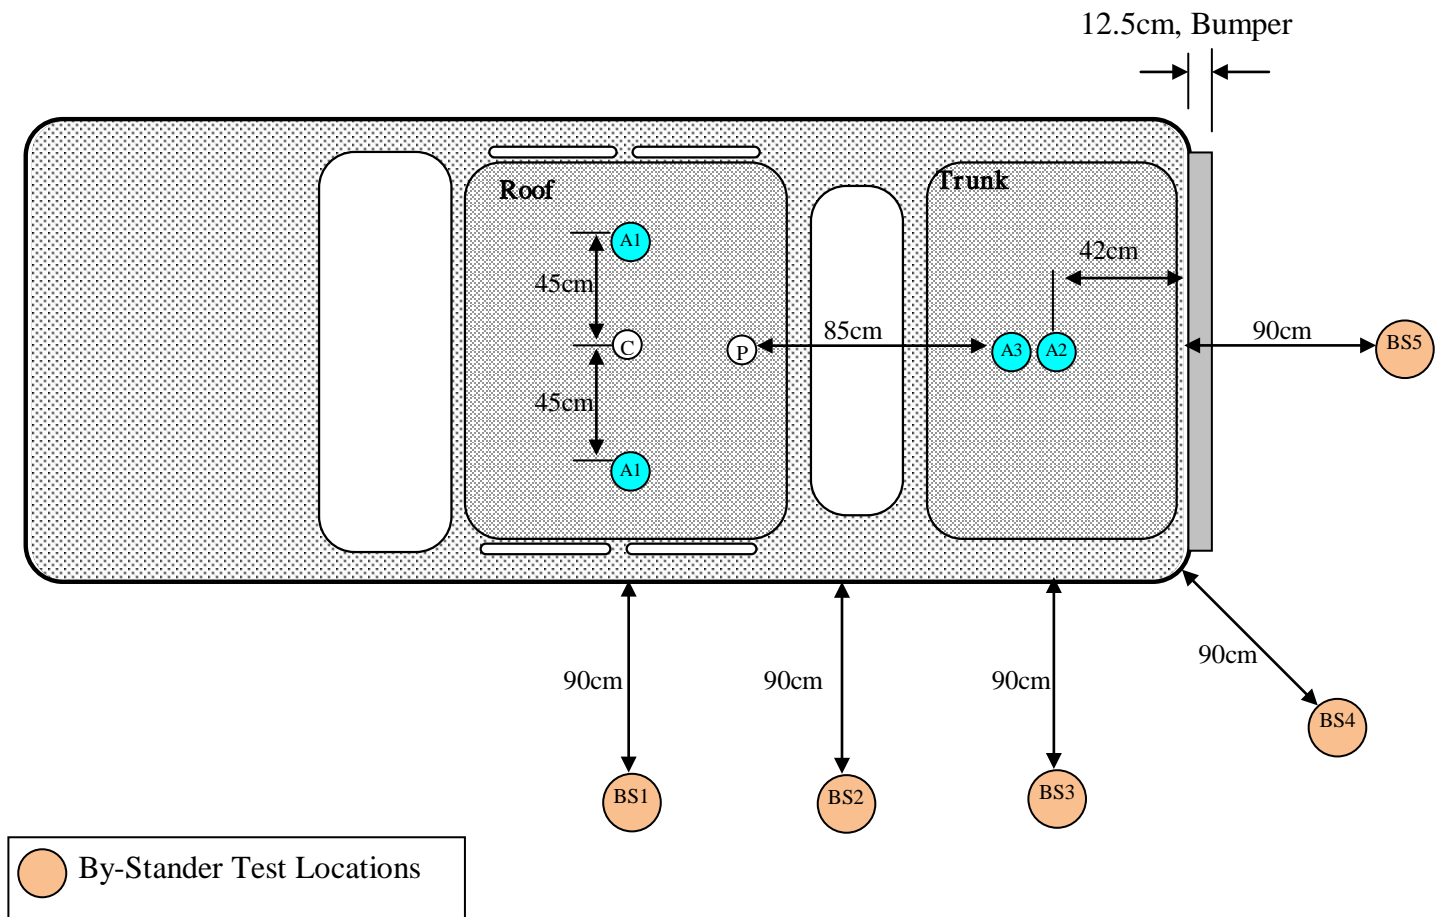 12.5cm, Bumper
Roof
Trunk
A1
42cm
45cm
C
P
85cm
A3
A2
90cm
BS5
45cm
A1
90cm
90cm
90cm
90cm
BS4
BS1
BS2
BS3
By-Stander Test Locations